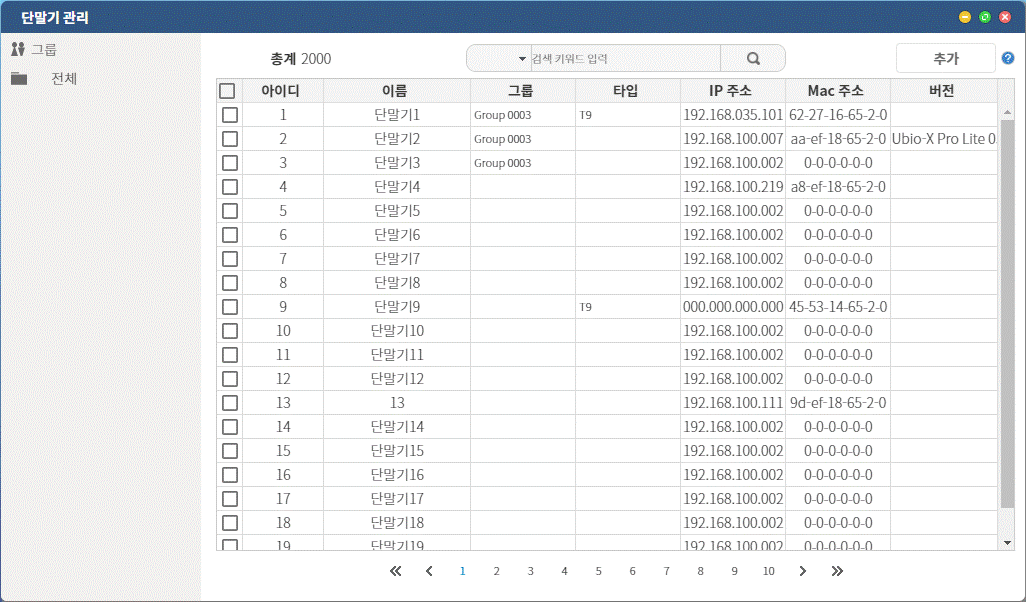 단말기 관리
그룹
전체
총계 2000
검색 키워드 입력
추가
아이디 이름 그룹 타입 IP 주소 Mac 주소 버전
1 단말기1 Group 0003 T9 192.168.035.101 62-27-16-65-2-0
2 단말기2 Group 0003 192.168.100.007 aa-ef-18-65-2-0 Ubio-X Pro Lite 0
3 단말기3 Group 0003 192.168.100.002 0-0-0-0-0-0
4 단말기4 192.168.100.219 a8-ef-18-65-2-0
5 단말기5 192.168.100.002 0-0-0-0-0-0
6 단말기6 192.168.100.002 0-0-0-0-0-0
7 단말기7 192.168.100.002 0-0-0-0-0-0
8 단말기8 192.168.100.002 0-0-0-0-0-0
9 단말기9 T9 000.000.000.000 45-53-14-65-2-0
10 단말기10 192.168.100.002 0-0-0-0-0-0
11 단말기11 192.168.100.002 0-0-0-0-0-0
12 단말기12 192.168.100.002 0-0-0-0-0-0
13 13 192.168.100.111 9d-ef-18-65-2-0
14 단말기14 192.168.100.002 0-0-0-0-0-0
15 단말기15 192.168.100.002 0-0-0-0-0-0
16 단말기16 192.168.100.002 0-0-0-0-0-0
17 단말기17 192.168.100.002 0-0-0-0-0-0
18 단말기18 192.168.100.002 0-0-0-0-0-0
19 단말기19 192.168.100.002 0-0-0-0-0-0
1 2 3 4 5 6 7 8 9 10